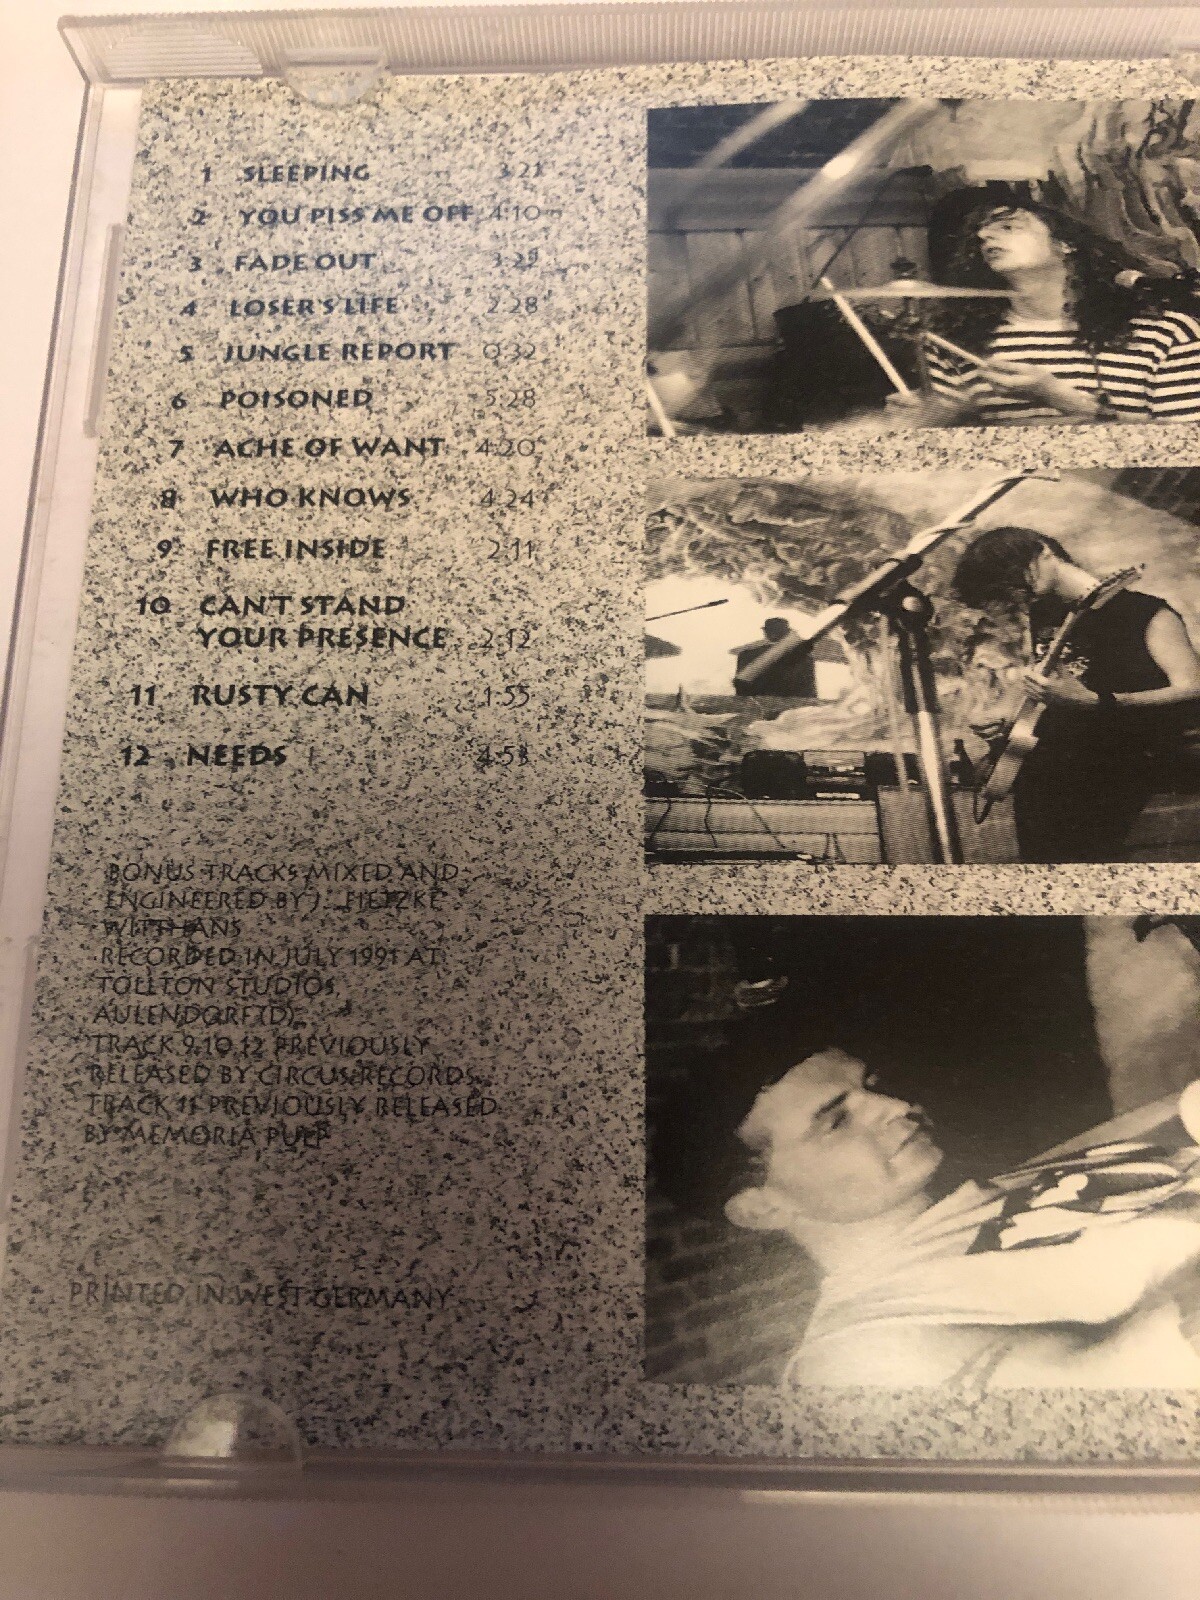 1 SLEEPING 3:21
2 YOU PISS ME OFF 4:10
3 FADE OUT 3:29
4 LOSER'S LIFE 2:28
5 JUNGLE REPORT 0:32
6 POISONED 5:28
7 ACHE OF WANT 4:20
8 WHO KNOWS 4:24
9 FREE INSIDE 2:11
10 CAN'T STAND
YOUR PRESENCE 2:12
11 RUSTY CAN 1:55
12 NEEDS 4:53
BONUS TRACKS MIXED AND
ENGINEERED BY J. FIETZKE
WITTHANS
RECORDED IN JULY 1991 AT
TOLLTON STUDIOS,
AULENDORF (D)
TRACK 9,10,12 PREVIOUSLY
RELEASED BY CIRCUS RECORDS
TRACK 11 PREVIOUSLY RELEASED
BY MEMORIA PULP
PRINTED IN WEST GERMANY